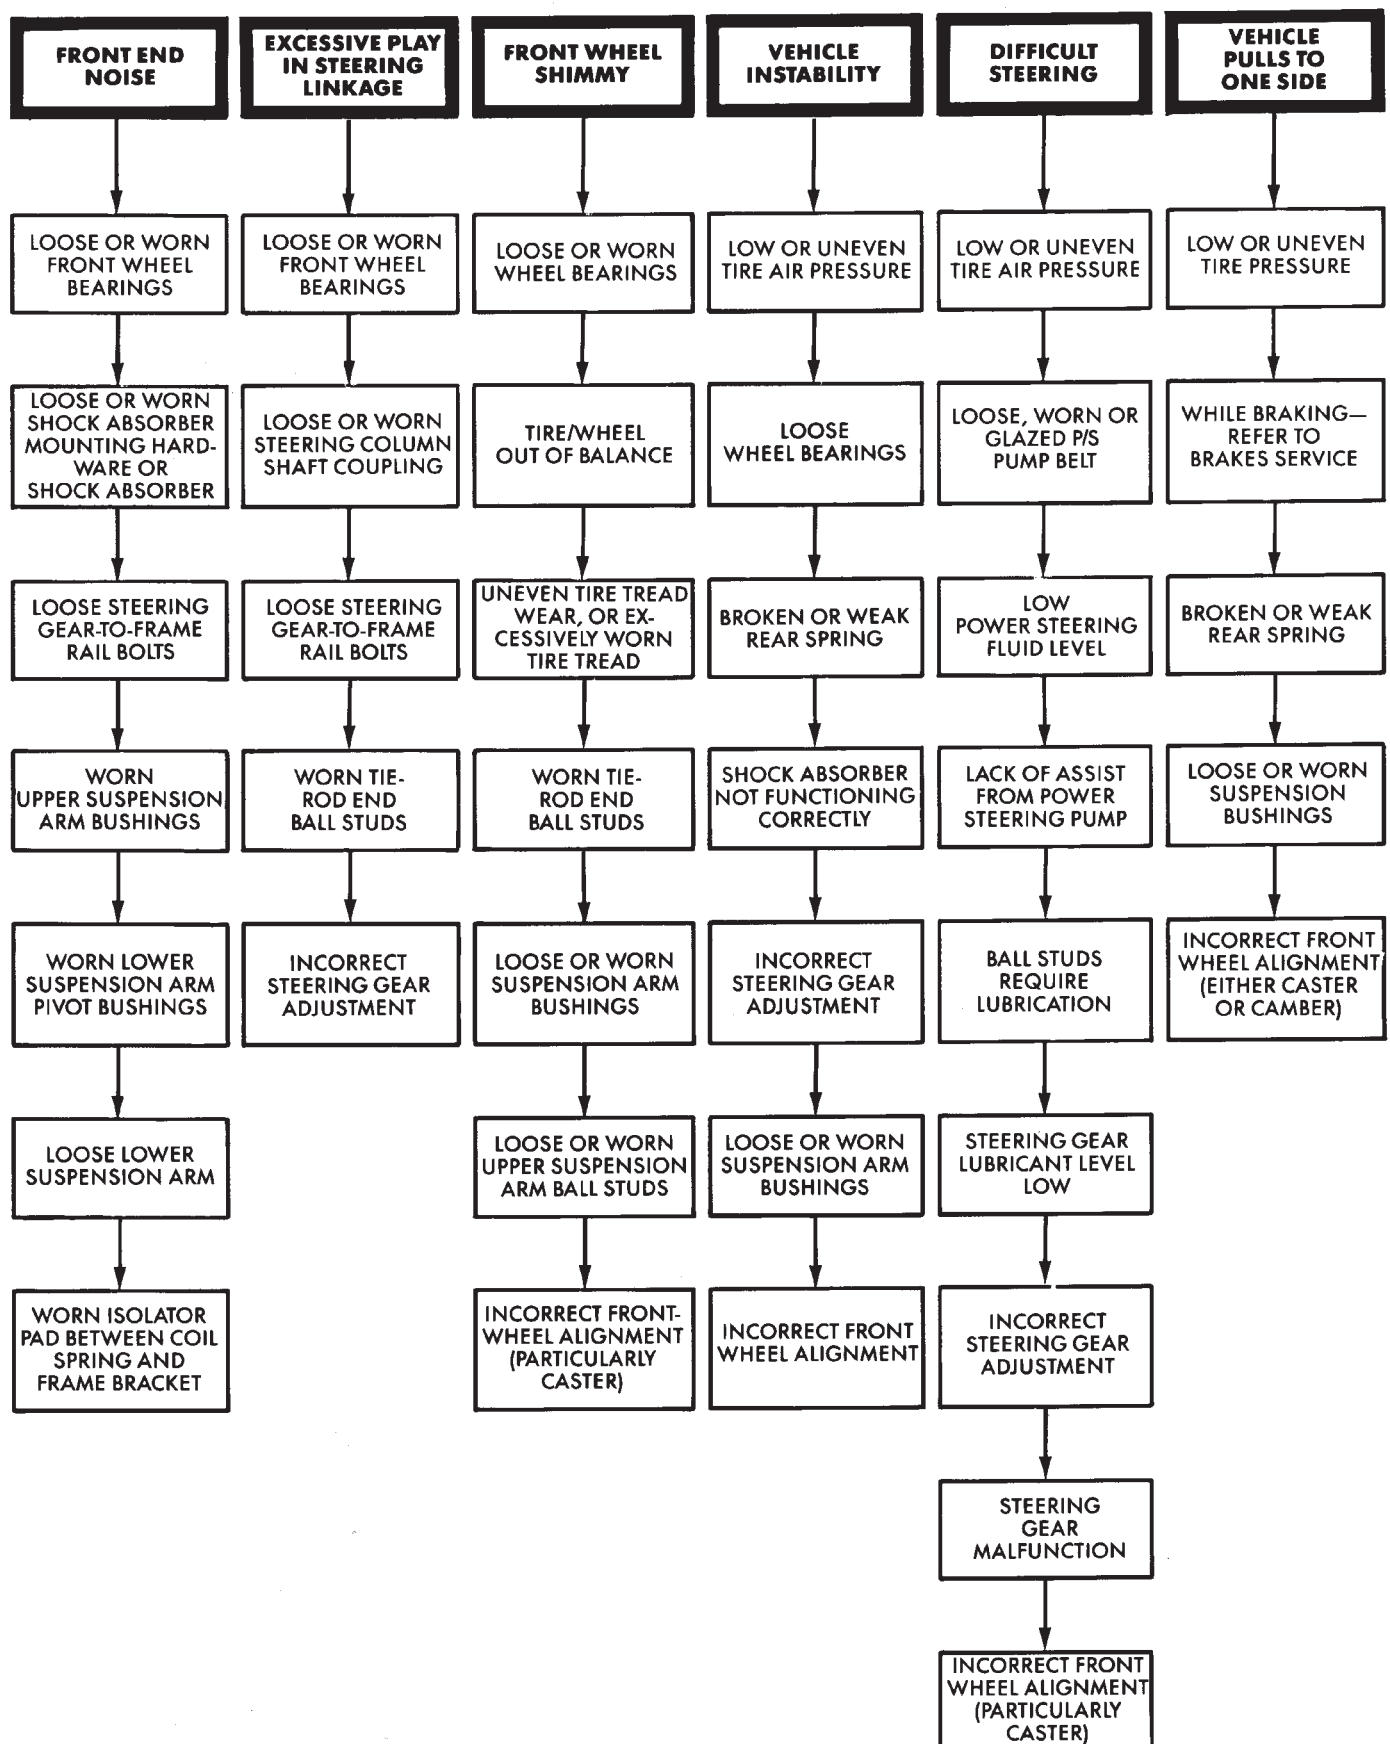 FRONT END
NOISE
LOOSE OR WORN
FRONT WHEEL
BEARINGS
LOOSE OR WORN
SHOCK ABSORBER
MOUNTING HARD-
WARE OR
SHOCK ABSORBER
LOOSE STEERING
GEAR-TO-FRAME
RAIL BOLTS
WORN
UPPER SUSPENSION
ARM BUSHINGS
WORN LOWER
SUSPENSION ARM
PIVOT BUSHINGS
LOOSE LOWER
SUSPENSION ARM
WORN ISOLATOR
PAD BETWEEN COIL
SPRING AND
FRAME BRACKET
EXCESSIVE PLAY
IN STEERING
LINKAGE
LOOSE OR WORN
FRONT WHEEL
BEARINGS
LOOSE OR WORN
STEERING COLUMN
SHAFT COUPLING
LOOSE STEERING
GEAR-TO-FRAME
RAIL BOLTS
WORN TIE-
ROD END
BALL STUDS
INCORRECT
STEERING GEAR
ADJUSTMENT
FRONT WHEEL
SHIMMY
LOOSE OR WORN
WHEEL BEARINGS
TIRE/WHEEL
OUT OF BALANCE
UNEVEN TIRE TREAD
WEAR, OR EX-
CESSIVELY WORN
TIRE TREAD
WORN TIE-
ROD END
BALL STUDS
LOOSE OR WORN
SUSPENSION ARM
BUSHINGS
LOOSE OR WORN
UPPER SUSPENSION
ARM BALL STUDS
INCORRECT FRONT-
WHEEL ALIGNMENT
(PARTICULARLY
CASTER)
VEHICLE
INSTABILITY
LOW OR UNEVEN
TIRE AIR PRESSURE
LOOSE
WHEEL BEARINGS
BROKEN OR WEAK
REAR SPRING
SHOCK ABSORBER
NOT FUNCTIONING
CORRECTLY
INCORRECT
STEERING GEAR
ADJUSTMENT
LOOSE OR WORN
SUSPENSION ARM
BUSHINGS
INCORRECT FRONT
WHEEL ALIGNMENT
DIFFICULT
STEERING
LOW OR UNEVEN
TIRE AIR PRESSURE
LOOSE, WORN OR
GLAZED P/S
PUMP BELT
LOW
POWER STEERING
FLUID LEVEL
LACK OF ASSIST
FROM POWER
STEERING PUMP
BALL STUDS
REQUIRE
LUBRICATION
STEERING GEAR
LUBRICANT LEVEL
LOW
INCORRECT
STEERING GEAR
ADJUSTMENT
STEERING
GEAR
MALFUNCTION
INCORRECT FRONT
WHEEL ALIGNMENT
(PARTICULARLY
CASTER)
VEHICLE
PULLS TO
ONE SIDE
LOW OR UNEVEN
TIRE PRESSURE
WHILE BRAKING—
REFER TO
BRAKES SERVICE
BROKEN OR WEAK
REAR SPRING
LOOSE OR WORN
SUSPENSION
BUSHINGS
INCORRECT FRONT
WHEEL ALIGNMENT
(EITHER CASTER
OR CAMBER)